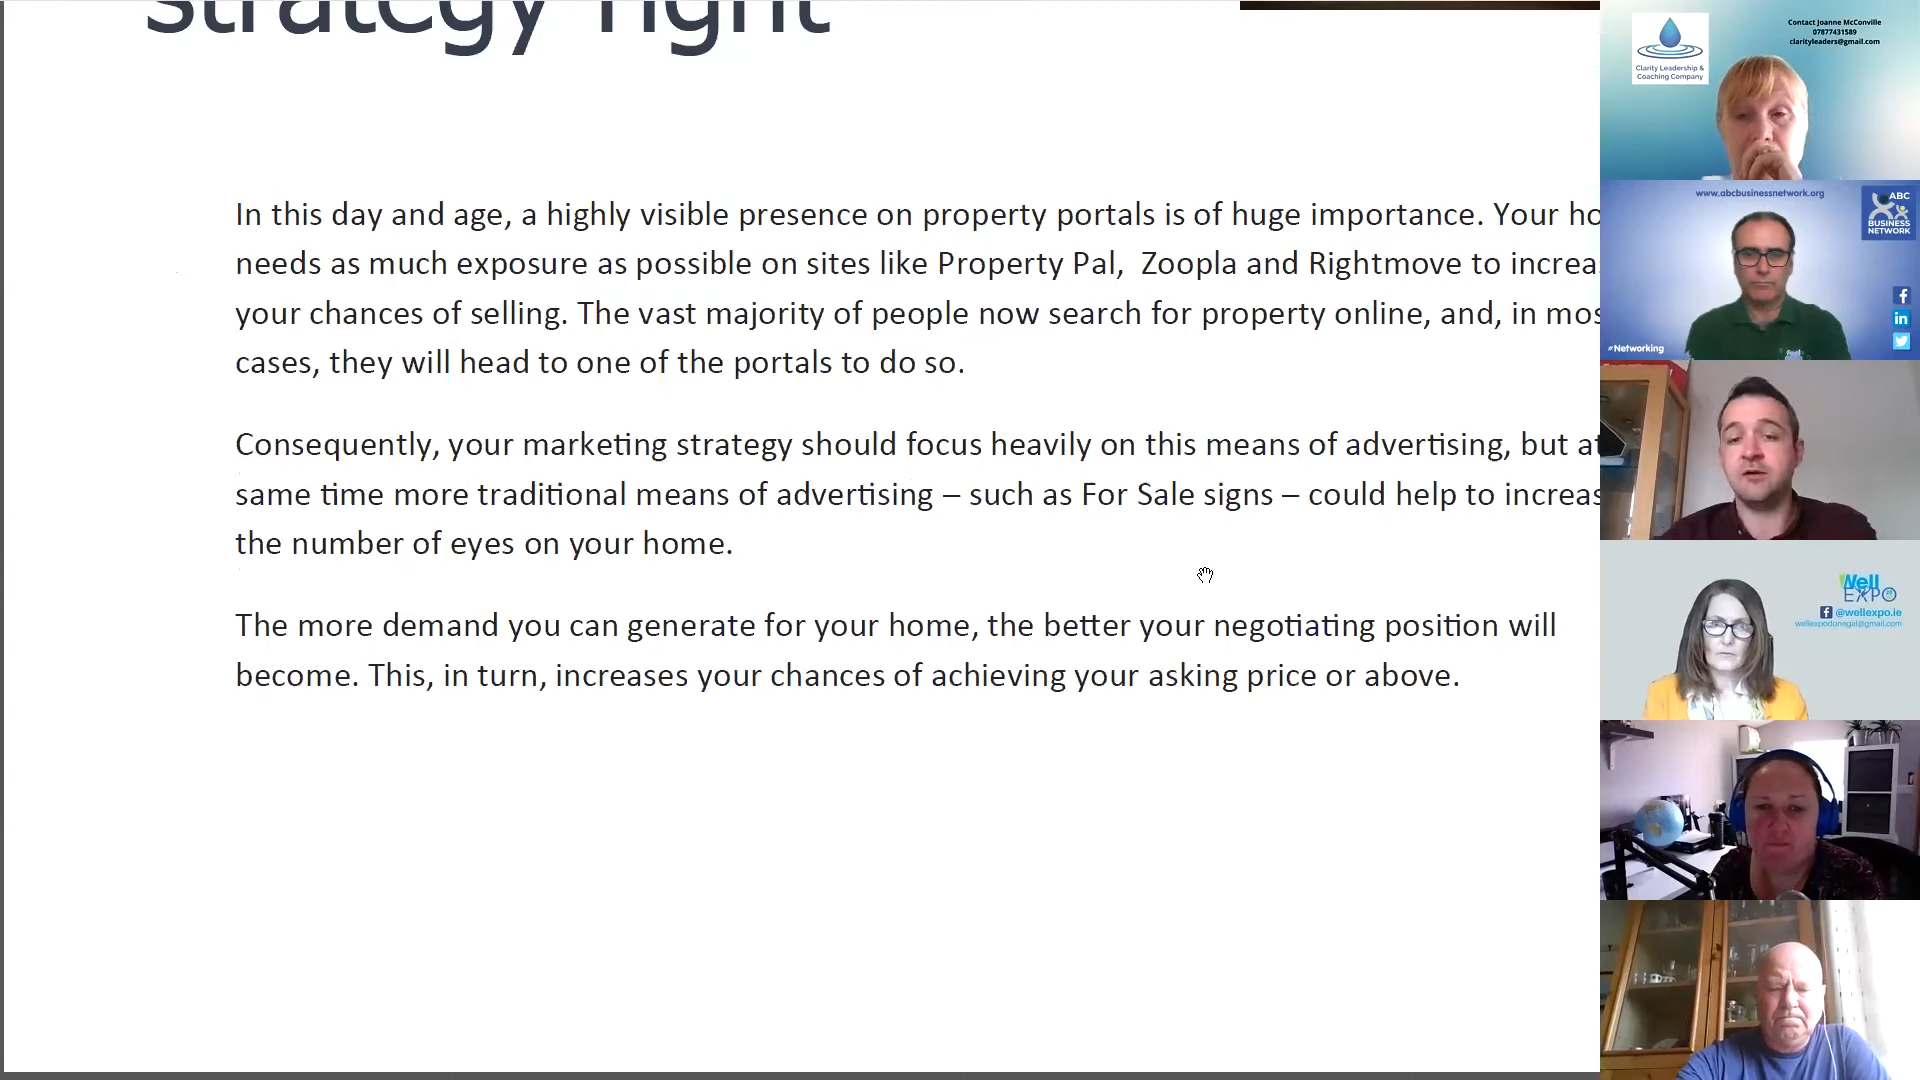 strategy right
In this day and age, a highly visible presence on property portals is of huge importance. Your ho
needs as much exposure as possible on sites like Property Pal, Zoopla and Rightmove to increa
your chances of selling. The vast majority of people now search for property online, and, in mos
cases, they will head to one of the portals to do so.
Consequently, your marketing strategy should focus heavily on this means of advertising, but at
same time more traditional means of advertising – such as For Sale signs – could help to increas
the number of eyes on your home.
The more demand you can generate for your home, the better your negotiating position will
become. This, in turn, increases your chances of achieving your asking price or above.
Clarity Leadership &
Coaching Company
Contact Joanne McConville
07877431589
clarityleaders@gmail.com
www.abcbusinessnetwork.org
ABC
BUSINESS
NETWORK
#Networking
Well
EXPO
@wellexpo.ie
wellexpodonegal@gmail.com